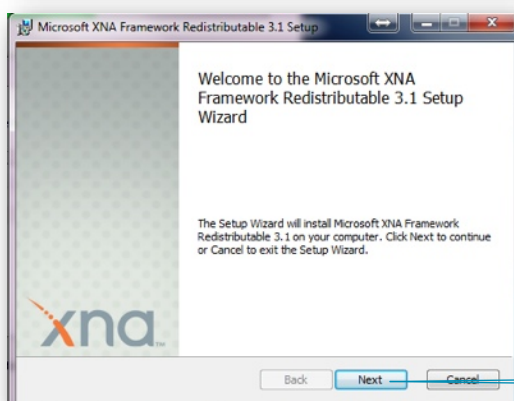 Microsoft XNA Framework Redistributable 3.1 Setup
Welcome to the Microsoft XNA
Framework Redistributable 3.1 Setup
Wizard
The Setup Wizard will install Microsoft XNA Framework
Redistributable 3.1 on your computer. Click Next to continue
or Cancel to exit the Setup Wizard.
xna
Back Next Cancel